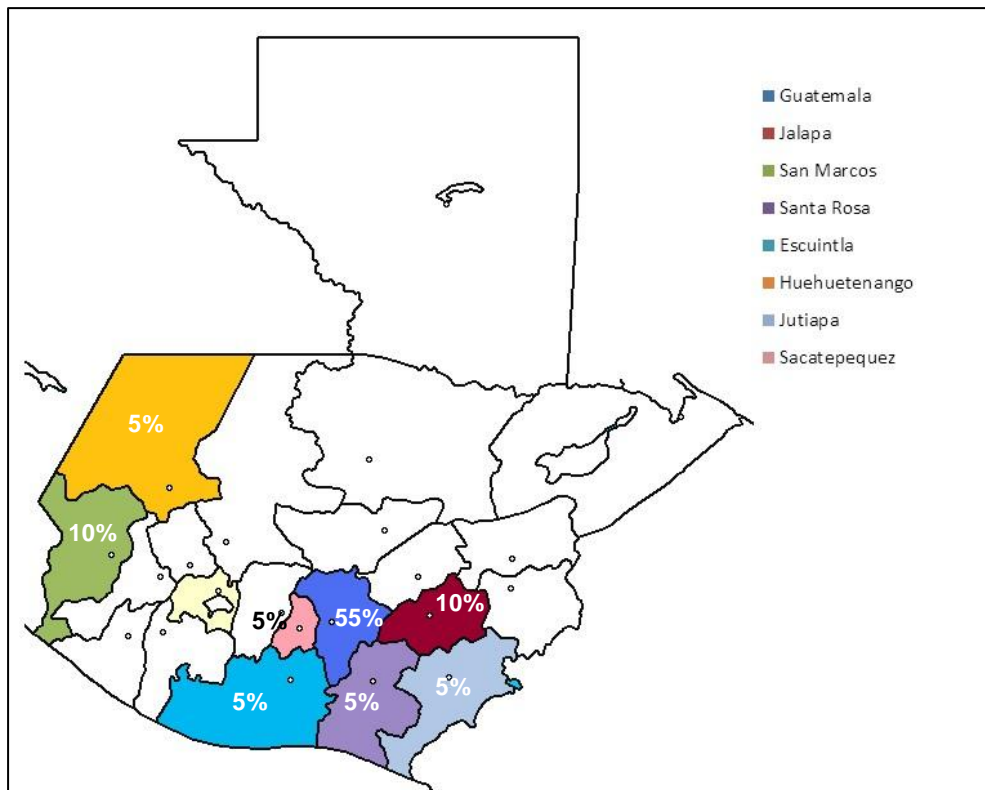 Guatemala
Jalapa
San Marcos
Santa Rosa
Escuintla
Huehuetenango
Jutiapa
Sacatepequez
5%
10%
5%
55%
10%
5%
5%
5%